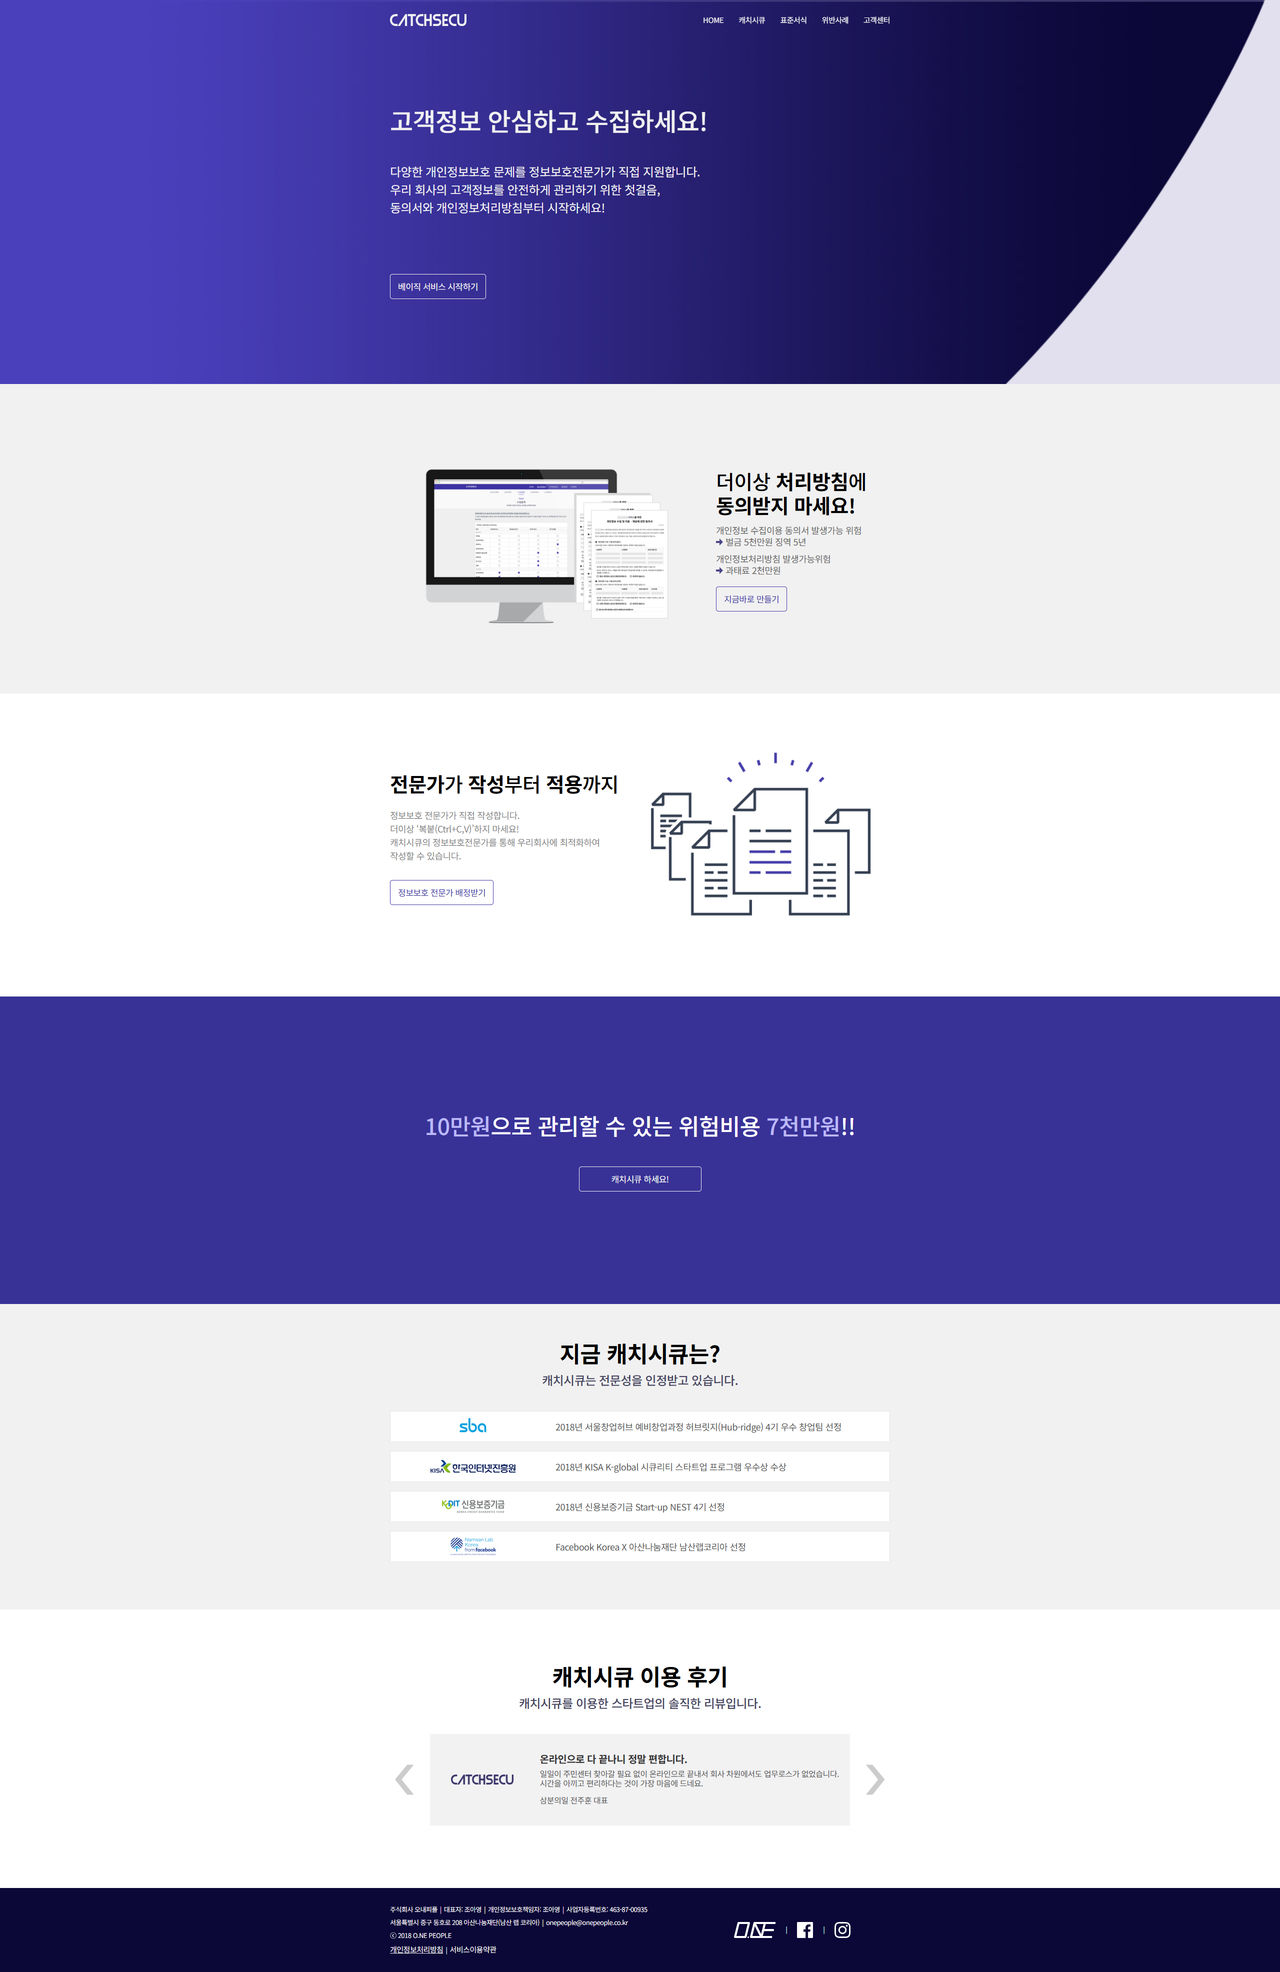 CATCHSECU
HOME 캐치시큐 표준서식 위반사례 고객센터
고객정보 안심하고 수집하세요!
다양한 개인정보보호 문제를 정보보호전문가가 직접 지원합니다.
우리 회사의 고객정보를 안전하게 관리하기 위한 첫걸음,
동의서와 개인정보처리방침부터 시작하세요!
베이직 서비스 시작하기
더이상 처리방침에
동의받지 마세요!
개인정보 수집이용 동의서 발생가능 위험
➔ 벌금 5천만원 징역 5년
개인정보처리방침 발생가능위험
➔ 과태료 2천만원
지금바로 만들기
전문가가 작성부터 적용까지
정보보호 전문가가 직접 작성합니다.
더이상 '복붙(Ctrl+C,V)'하지 마세요!
캐치시큐의 정보보호전문가를 통해 우리회사에 최적화하여
작성할 수 있습니다.
정보보호 전문가 배정받기
10만원으로 관리할 수 있는 위험비용 7천만원!!
캐치시큐 하세요!
지금 캐치시큐는?
캐치시큐는 전문성을 인정받고 있습니다.
sba 2018년 서울창업허브 예비창업과정 허브릿지(Hub-ridge) 4기 우수 창업팀 선정
KISA 한국인터넷진흥원 2018년 KISA K-global 시큐리티 스타트업 프로그램 우수상 수상
KODIT 신용보증기금 2018년 신용보증기금 Start-up NEST 4기 선정
Namsan Lab
Korea
from facebook
Facebook Korea X 아산나눔재단 남산랩코리아 선정
캐치시큐 이용 후기
캐치시큐를 이용한 스타트업의 솔직한 리뷰입니다.
CATCHSECU
온라인으로 다 끝나니 정말 편합니다.
일일이 주민센터 찾아갈 필요 없이 온라인으로 끝내서 회사 차원에서도 업무로스가 없었습니다.
시간을 아끼고 편리하다는 것이 가장 마음에 드네요.
삼분의일 전주훈 대표
주식회사 오내피플 | 대표자: 조아영 | 개인정보보호책임자: 조아영 | 사업자등록번호: 463-87-00935
서울특별시 중구 동호로 208 아산나눔재단(남산 랩 코리아) | onepeople@onepeople.co.kr
ⓒ 2018 O.NE PEOPLE
개인정보처리방침 | 서비스이용약관
O.NE